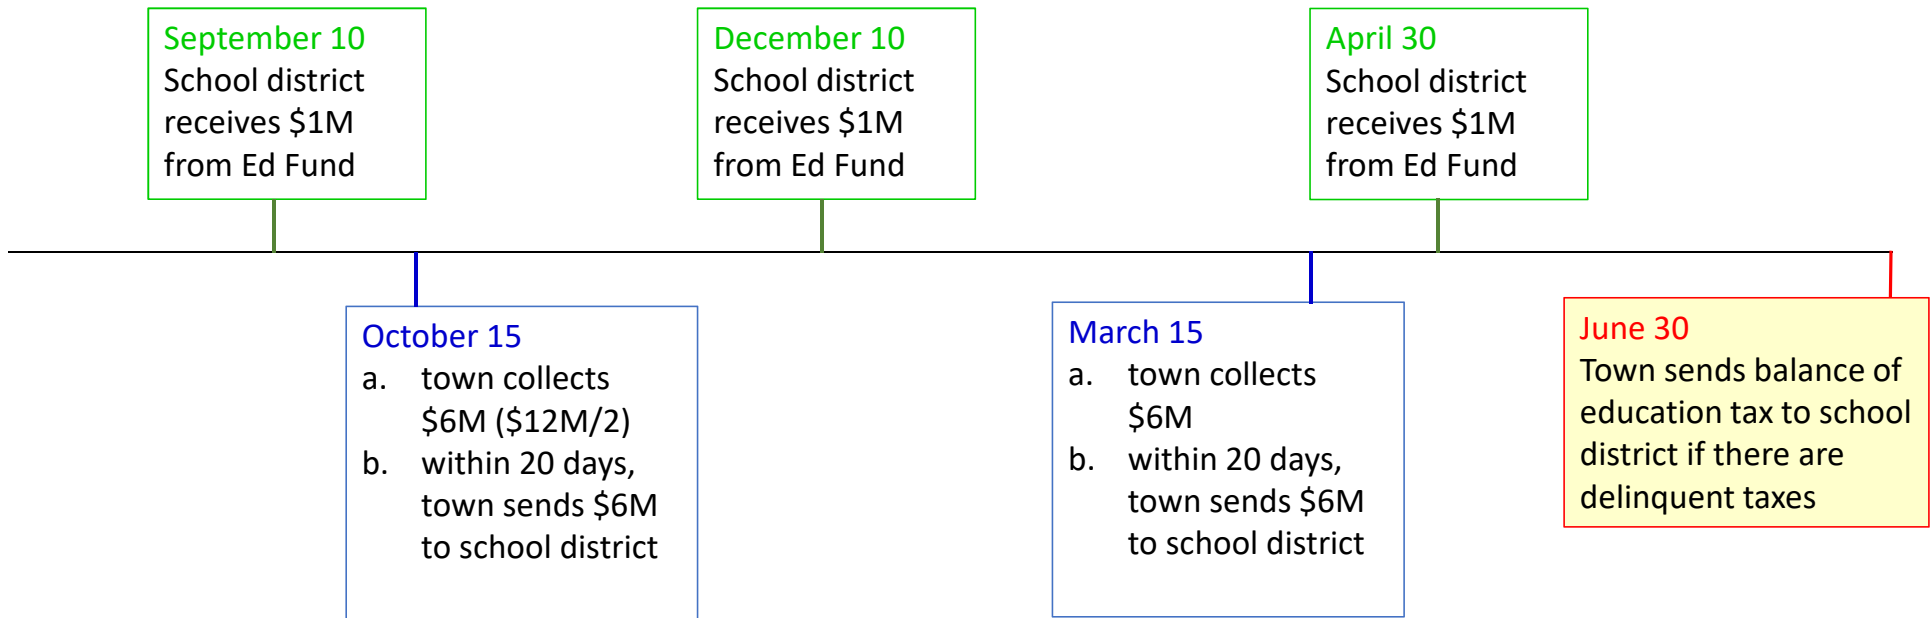 September 10
School district
receives $1M
from Ed Fund
December 10
School district
receives $1M
from Ed Fund
April 30
School district
receives $1M
from Ed Fund
October 15
a. town collects
$6M ($12M/2)
b. within 20 days,
town sends $6M
to school district
March 15
a. town collects
$6M
b. within 20 days,
town sends $6M
to school district
June 30
Town sends balance of
education tax to school
district if there are
delinquent taxes